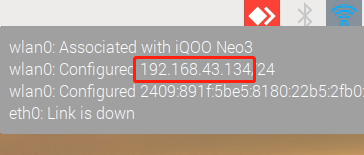 wlan0: Associated with iQOO Neo3
wlan0: Configured 192.168.43.134/24
wlan0: Configured 2409:891f:5be5:8180:22b5:2fb0:
eth0: Link is down